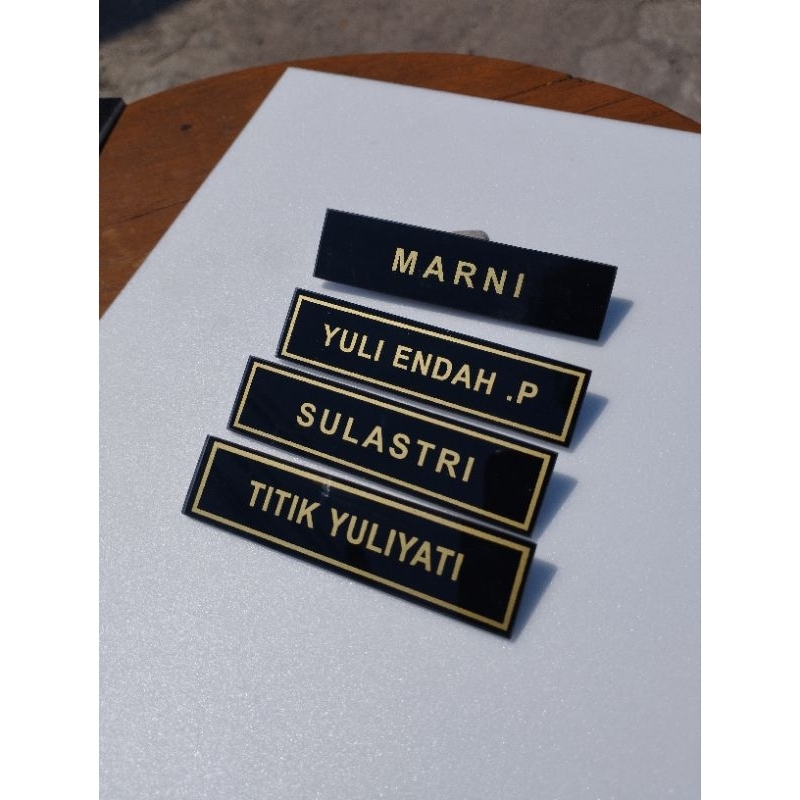 MARNI
YULI ENDAH .P
SULASTRI
TITIK YULIYATI